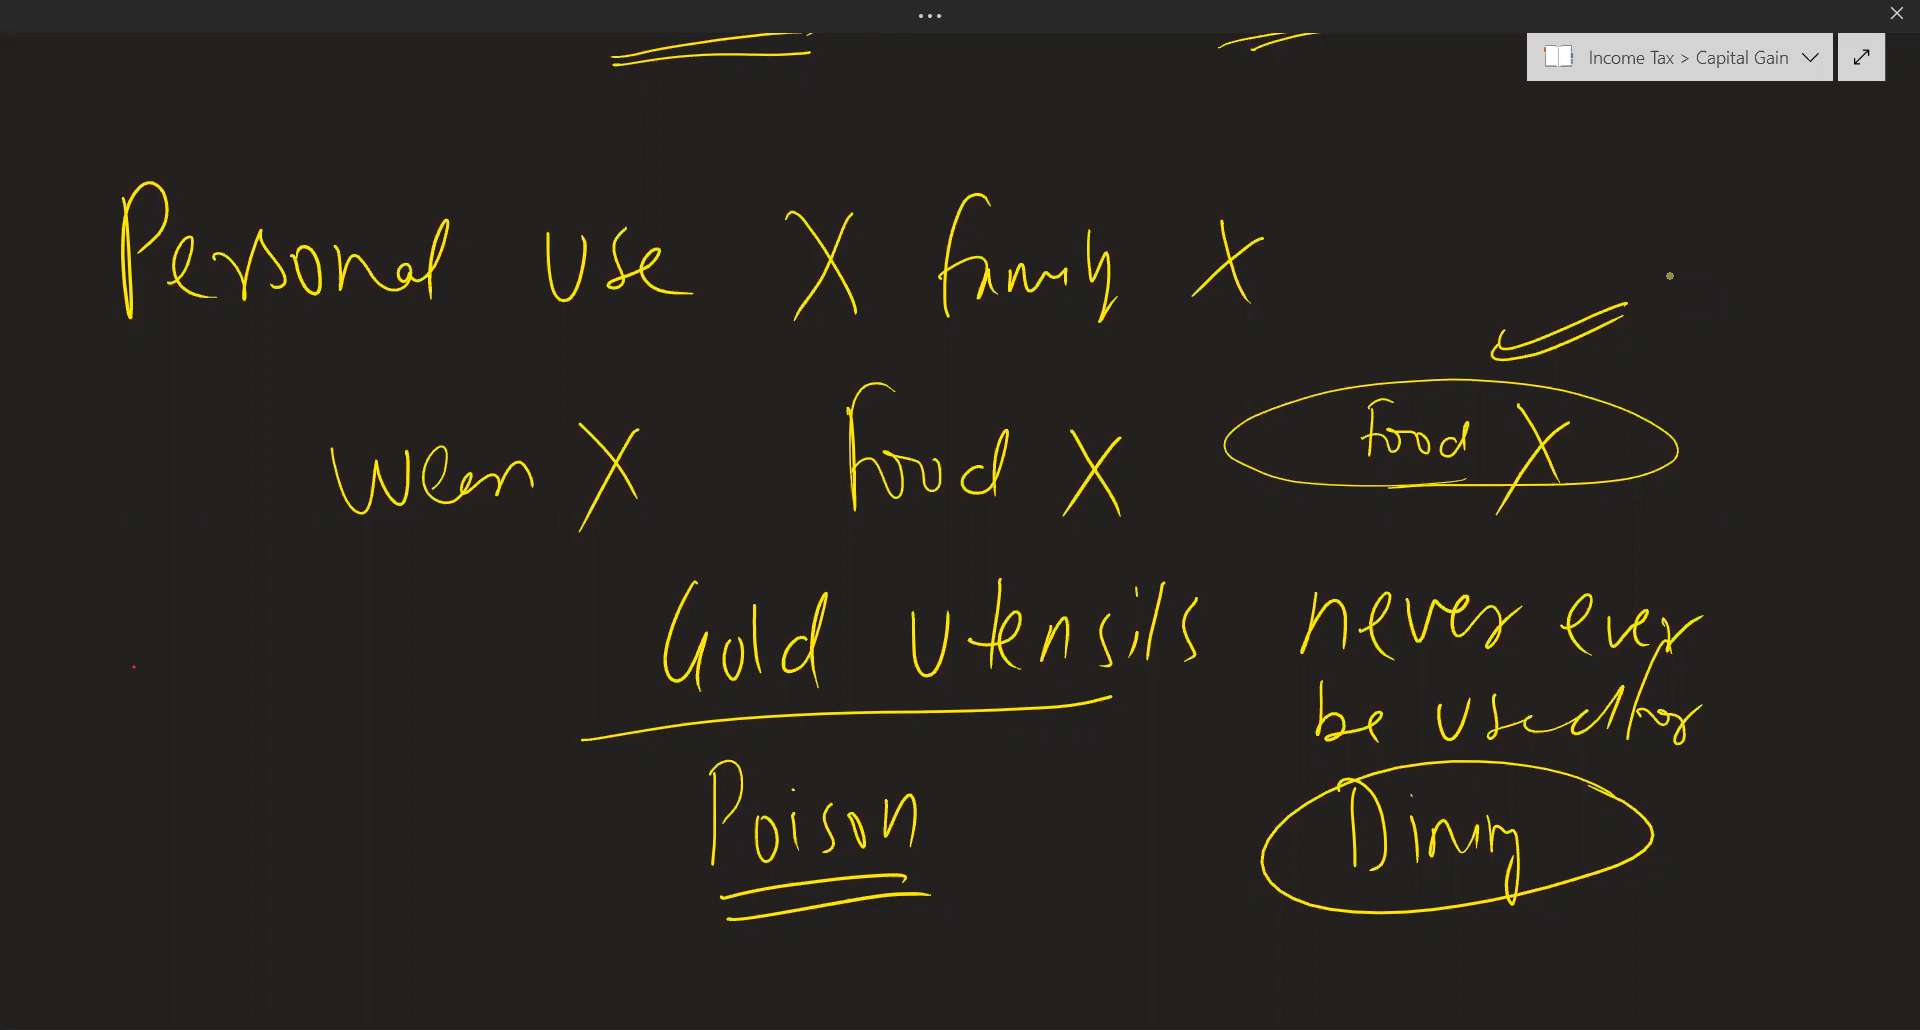 Income Tax > Capital Gain
Personal Use X Family X
Wear X Food X Food X
Gold Utensils never ever
be used for
Poison Dining